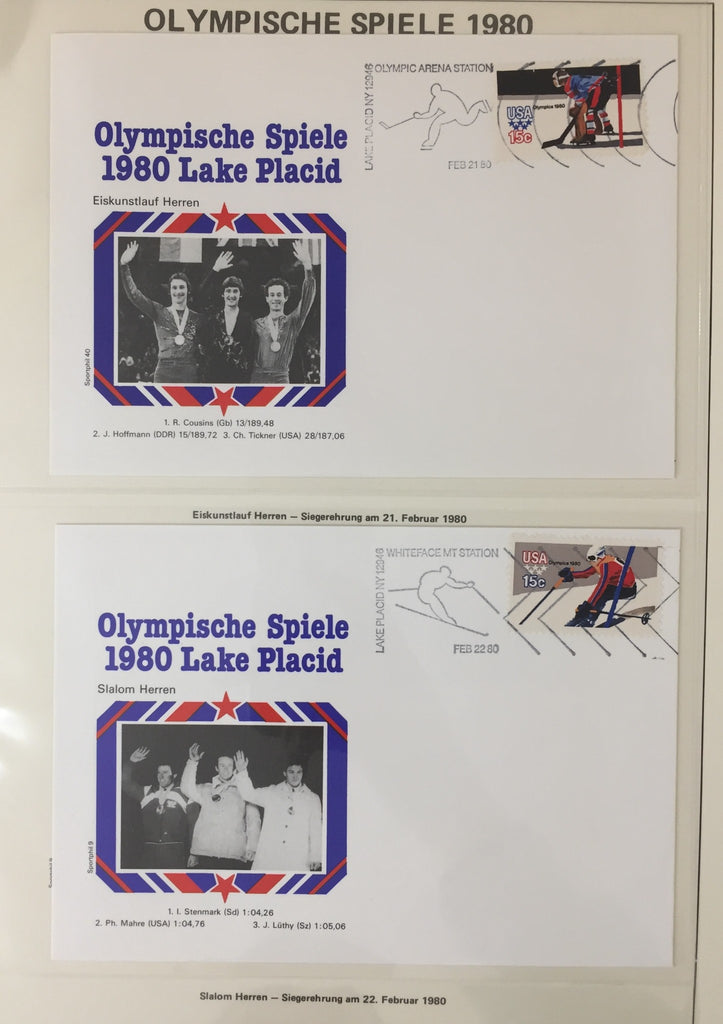 OLYMPISCHE SPIELE 1980
Olympische Spiele
1980 Lake Placid
Eiskunstlauf Herren
Sportphil 40
1. R. Cousins (Gb) 13/189,48
2. J. Hoffmann (DDR) 15/189,72 3. Ch. Tickner (USA) 28/187,06
LAKE PLACID NY 12946
OLYMPIC ARENA STATION
FEB 21 80
USA
15c
Olympics 1980
Eiskunstlauf Herren – Siegerehrung am 21. Februar 1980
Olympische Spiele
1980 Lake Placid
Slalom Herren
Sportphil 9
1. I. Stenmark (Sd) 1:04,26
2. Ph. Mahre (USA) 1:04,76 3. J. Lüthy (Sz) 1:05,06
LAKE PLACID NY 12946
WHITEFACE MT STATION
FEB 22 80
USA
15c
Olympics 1980
Slalom Herren – Siegerehrung am 22. Februar 1980